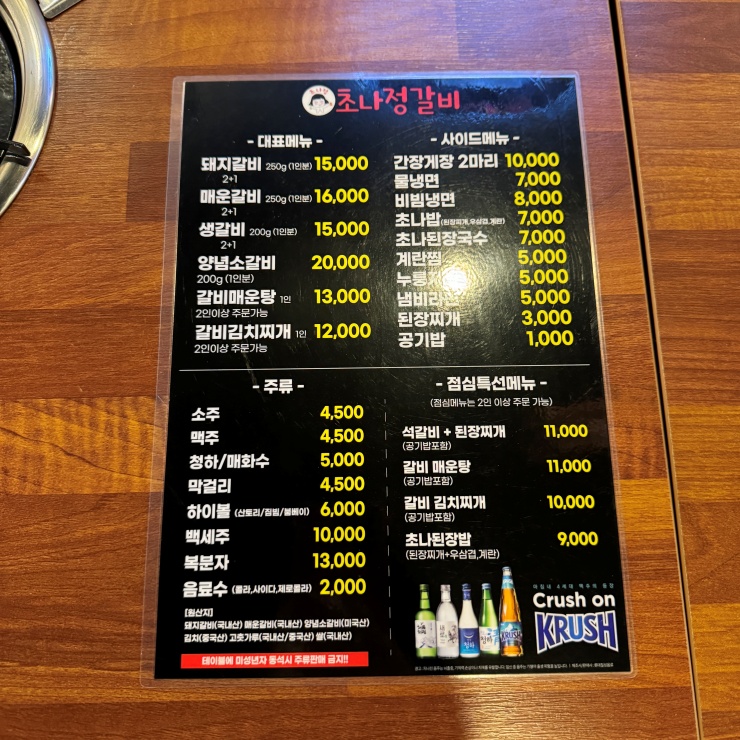 초나정갈비
- 대표메뉴 -
돼지갈비 250g (1인분) 15,000
2+1
매운갈비 250g (1인분) 16,000
2+1
생갈비 200g (1인분) 15,000
2+1
양념소갈비 20,000
200g (1인분)
갈비매운탕 1인 13,000
2인이상 주문가능
갈비김치찌개 1인 12,000
2인이상 주문가능
- 사이드메뉴 -
간장게장 2마리 10,000
물냉면 7,000
비빔냉면 8,000
초나밥 (된장찌개,우삼겹,계란) 7,000
초나된장국수 7,000
계란찜 5,000
누룽지 5,000
냄비라면 5,000
된장찌개 3,000
공기밥 1,000
- 주류 -
소주 4,500
맥주 4,500
청하/매화수 5,000
막걸리 4,500
하이볼 (산토리/짐빔/봄베이) 6,000
백세주 10,000
복분자 13,000
음료수 (콜라,사이다,제로콜라) 2,000
[원산지]
돼지갈비(국내산) 매운갈비(국내산) 양념소갈비(미국산)
김치(중국산) 고춧가루(국내산/중국산) 쌀(국내산)
테이블에 미성년자 동석시 주류판매 금지!!
- 점심특선메뉴 -
(점심메뉴는 2인 이상 주문 가능)
석갈비 + 된장찌개 11,000
(공기밥포함)
갈비 매운탕 11,000
(공기밥포함)
갈비 김치찌개 10,000
(공기밥포함)
초나된장밥 9,000
(된장찌개+우삼겹,계란)
Crush on
KRUSH